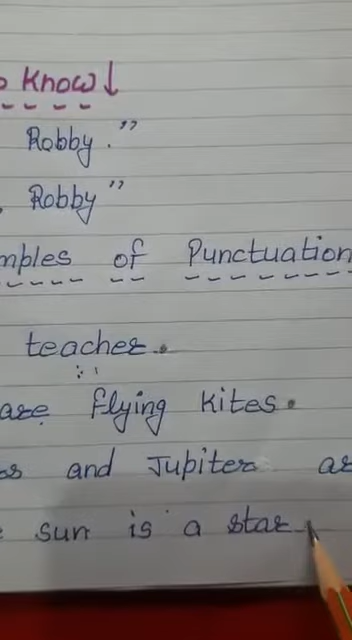 Know ↓
Robby ."
, Robby"
mples of Punctuation
teacher.
are flying kites.
and Jupiter
sun is a star